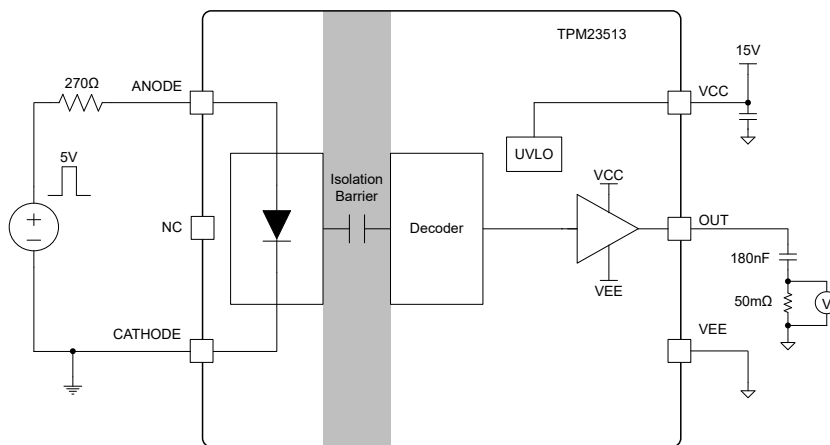 TPM23513
15V
270Ω
ANODE
VCC
5V
UVLO
Isolation
Barrier
VCC
+
−
NC
Decoder
OUT
180nF
VEE
50mΩ
V
CATHODE
VEE